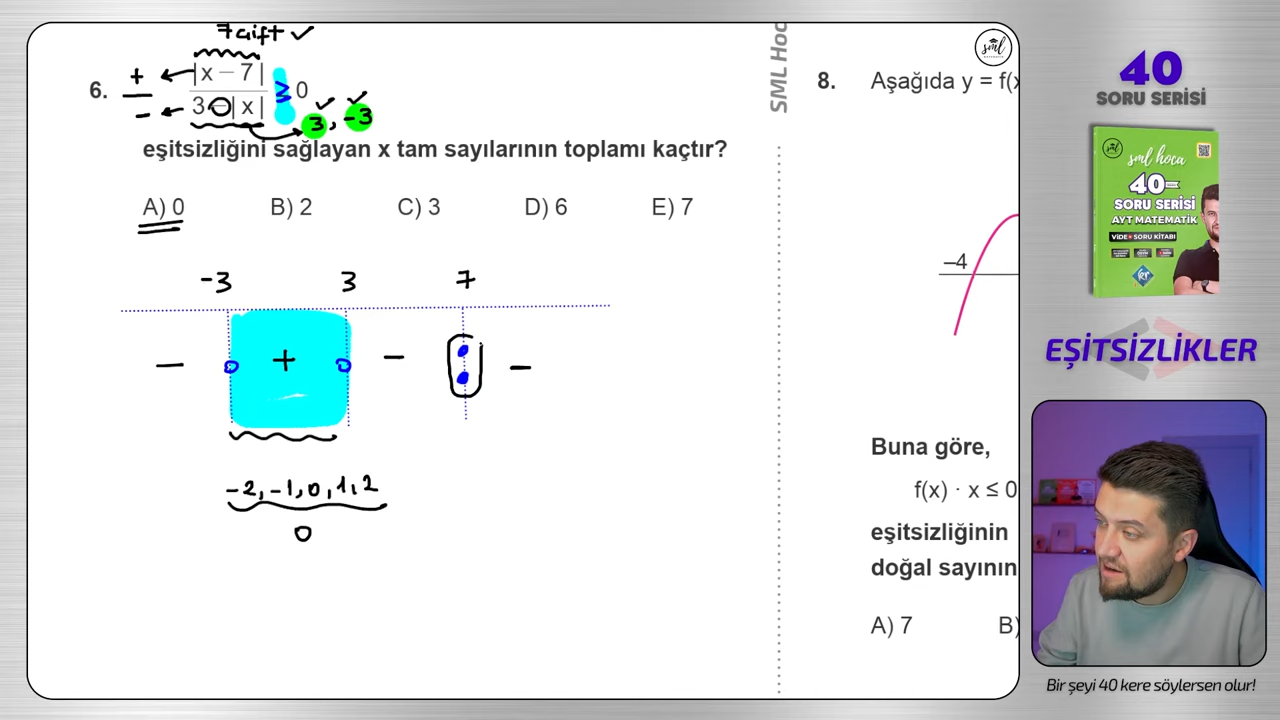 7 çift ✓
6. |x − 7| / 3 − |x| ≥ 0
+ / −
3, −3
eşitsizliğini sağlayan x tam sayılarının toplamı kaçtır?
A) 0 B) 2 C) 3 D) 6 E) 7
-3 3 7
− + − −
-2, -1, 0, 1, 2
0
SML Hoc
sml
8. Aşağıda y = f(x
−4
Buna göre,
f(x) · x ≤ 0
eşitsizliğinin
doğal sayının
A) 7 B)
40
SORU SERİSİ
sml
sml hoca
40
SORU SERİSİ
AYT MATEMATİK
VİDEO SORU KİTABI
EŞİTSİZLİKLER
Bir şeyi 40 kere söylersen olur!